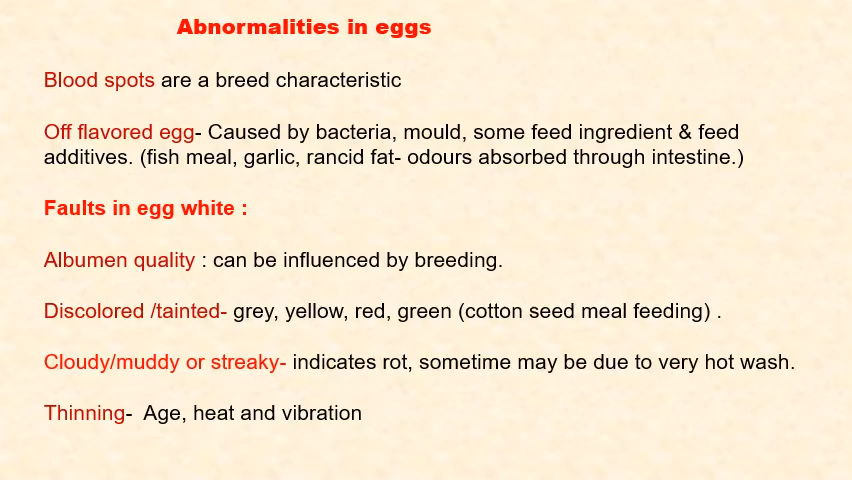 Abnormalities in eggs
Blood spots are a breed characteristic
Off flavored egg- Caused by bacteria, mould, some feed ingredient & feed
additives. (fish meal, garlic, rancid fat- odours absorbed through intestine.)
Faults in egg white :
Albumen quality : can be influenced by breeding.
Discolored /tainted- grey, yellow, red, green (cotton seed meal feeding) .
Cloudy/muddy or streaky- indicates rot, sometime may be due to very hot wash.
Thinning-  Age, heat and vibration